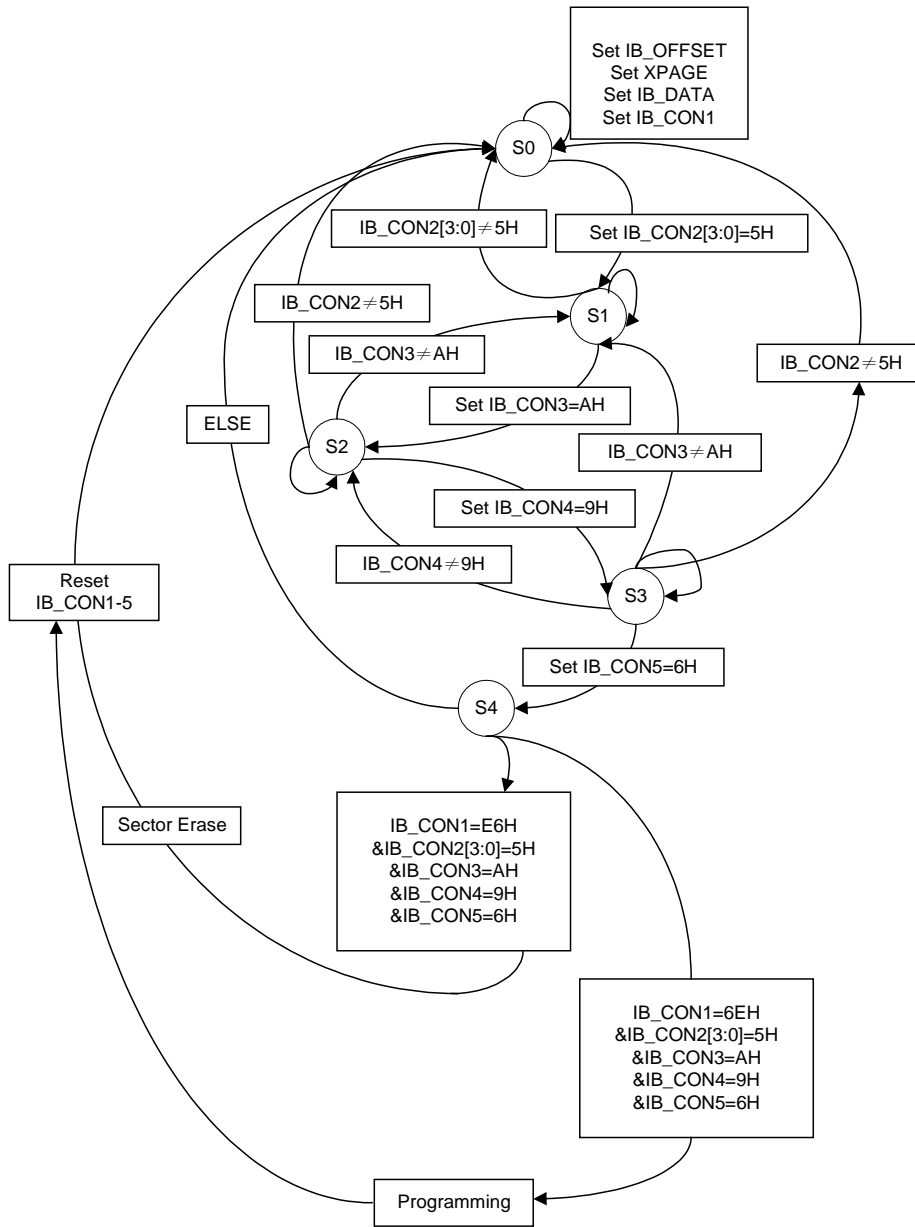 Set IB_OFFSET
Set XPAGE
Set IB_DATA
Set IB_CON1
S0
IB_CON2[3:0]≠5H
Set IB_CON2[3:0]=5H
IB_CON2≠5H
S1
IB_CON3≠AH
IB_CON2≠5H
Set IB_CON3=AH
ELSE
S2
IB_CON3≠AH
Set IB_CON4=9H
IB_CON4≠9H
Reset
IB_CON1-5
S3
Set IB_CON5=6H
S4
Sector Erase
IB_CON1=E6H
&IB_CON2[3:0]=5H
&IB_CON3=AH
&IB_CON4=9H
&IB_CON5=6H
IB_CON1=6EH
&IB_CON2[3:0]=5H
&IB_CON3=AH
&IB_CON4=9H
&IB_CON5=6H
Programming